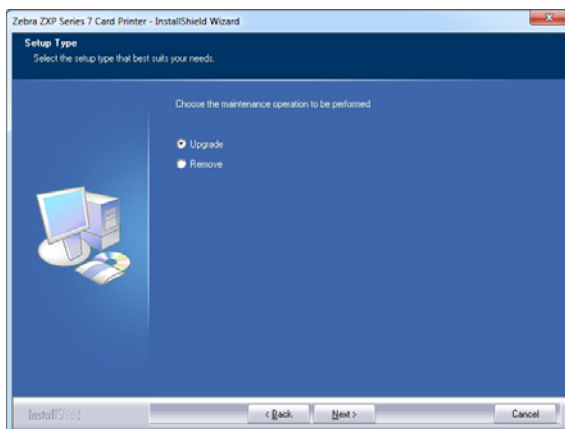 Zebra ZXP Series 7 Card Printer - InstallShield Wizard
Setup Type
Select the setup type that best suits your needs.
Choose the maintenance operation to be performed
Upgrade
Remove
InstallShield
< Back
Next >
Cancel